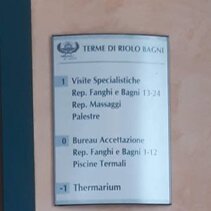 TERME DI RIOLO BAGNI
1 Visite Specialistiche
Rep. Fanghi e Bagni 13-24
Rep. Massaggi
Palestre
0 Bureau Accettazione
Rep. Fanghi e Bagni 1-12
Piscine Termali
-1 Thermarium